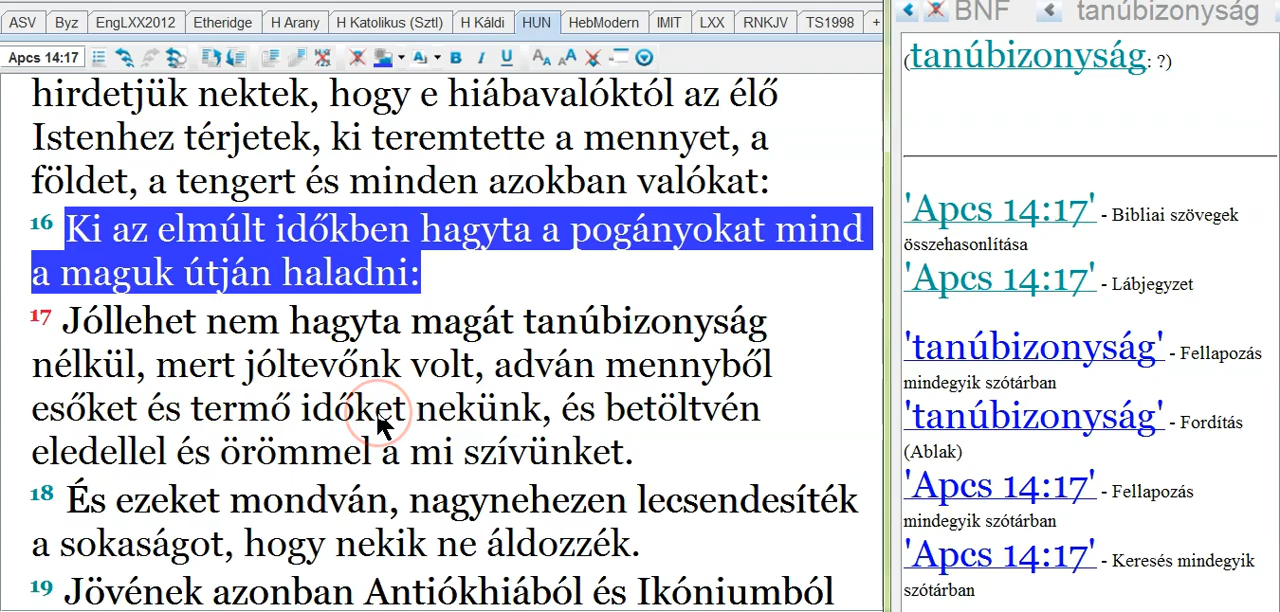 ASV Byz EngLXX2012 Etheridge H Arany H Katolikus (Sztl) H Káldi HUN HebModern IMIT LXX RNKJV TS1998 +
BNF tanúbizonyság
Apcs 14:17
hirdetjük nektek, hogy e hiábavalóktól az élő
Istenhez térjetek, ki teremtette a mennyet, a
földet, a tengert és minden azokban valókat:
16 Ki az elmúlt időkben hagyta a pogányokat mind
a maguk útján haladni:
17 Jóllehet nem hagyta magát tanúbizonyság
nélkül, mert jóltevőnk volt, adván mennyből
esőket és termő időket nekünk, és betöltvén
eledellel és örömmel a mi szívünket.
18 És ezeket mondván, nagynehezen lecsendesíték
a sokaságot, hogy nekik ne áldozzék.
19 Jövének azonban Antiókhiából és Ikóniumból
(tanúbizonyság: ?)
'Apcs 14:17' - Bibliai szövegek
összehasonlítása
'Apcs 14:17' - Lábjegyzet
'tanúbizonyság' - Fellapozás
mindegyik szótárban
'tanúbizonyság' - Fordítás
(Ablak)
'Apcs 14:17' - Fellapozás
mindegyik szótárban
'Apcs 14:17' - Keresés mindegyik
szótárban